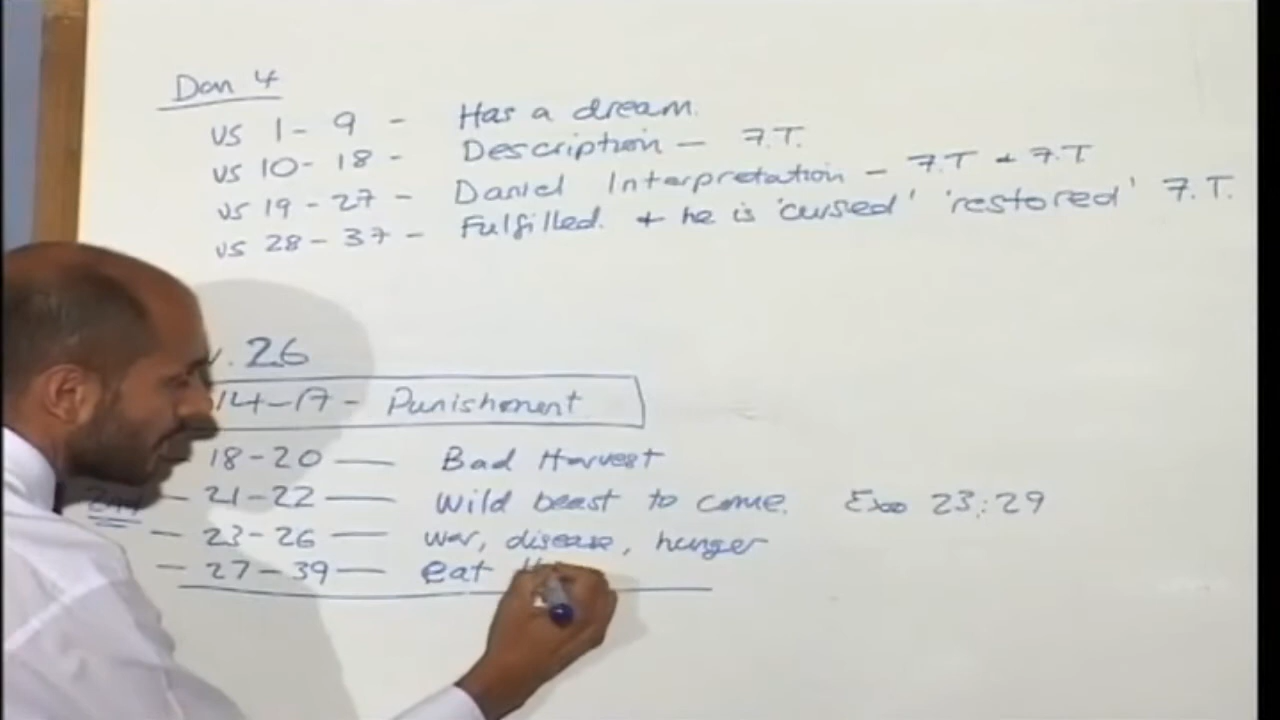 Dan 4
vs 1-9 - Has a dream.
vs 10-18 - Description - 7.T.
vs 19-27 - Daniel Interpretation - 7.T + 7.T
vs 28-37 - Fulfilled. + he is 'cursed' 'restored' 7.T.
. 26
14-17 - Punishment
18-20 — Bad Harvest
- 21-22 — Wild beast to come. Exo 23:29
- 23-26 — war, disease, hunger
- 27-39 — eat